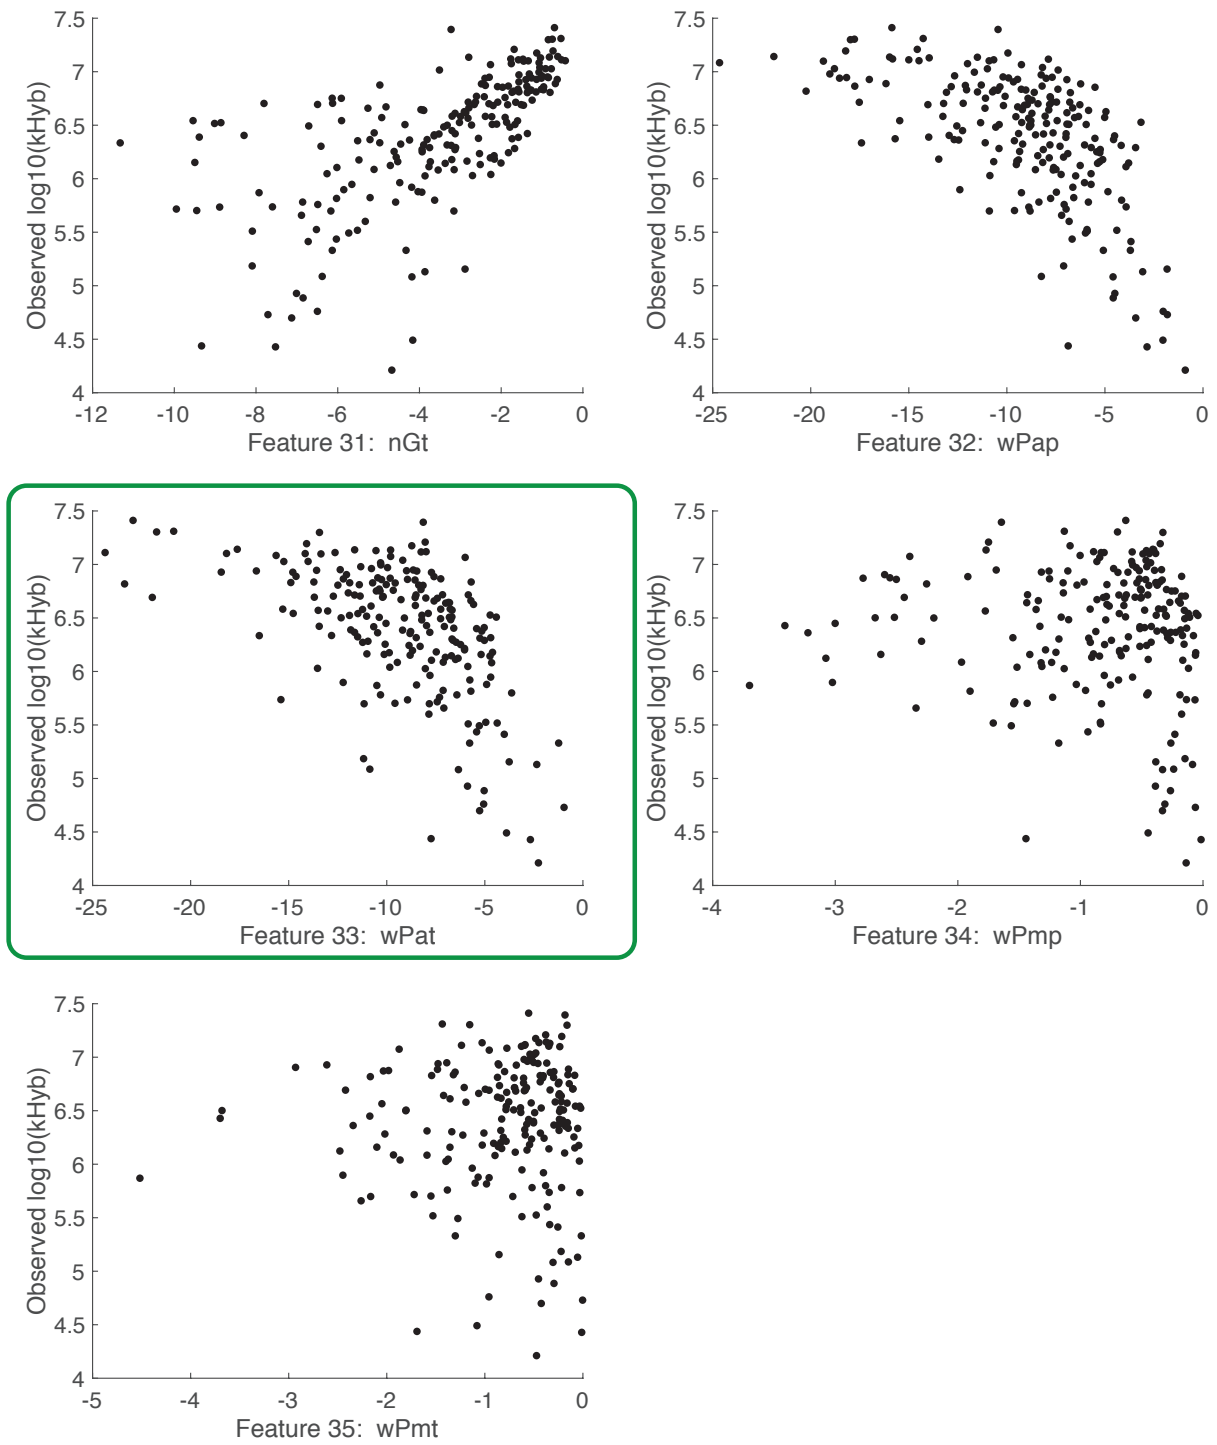 7.5
7
6.5
6
5.5
5
4.5
4
Observed log10(kHyb)
-12 -10 -8 -6 -4 -2 0
Feature 31: nGt
7.5
7
6.5
6
5.5
5
4.5
4
Observed log10(kHyb)
-25 -20 -15 -10 -5 0
Feature 32: wPap
7.5
7
6.5
6
5.5
5
4.5
4
Observed log10(kHyb)
-25 -20 -15 -10 -5 0
Feature 33: wPat
7.5
7
6.5
6
5.5
5
4.5
4
Observed log10(kHyb)
-4 -3 -2 -1 0
Feature 34: wPmp
7.5
7
6.5
6
5.5
5
4.5
4
Observed log10(kHyb)
-5 -4 -3 -2 -1 0
Feature 35: wPmt